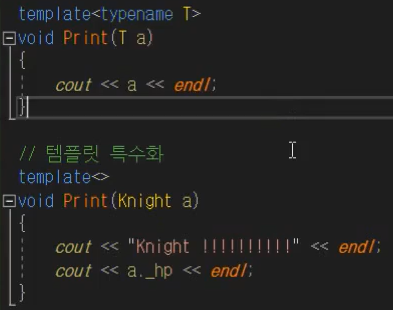 template<typename T>
void Print(T a)
{
    cout << a << endl;
}
// 템플릿 특수화
template<>
void Print(Knight a)
{
    cout << "Knight !!!!!!!!!!" << endl;
    cout << a._hp << endl;
}